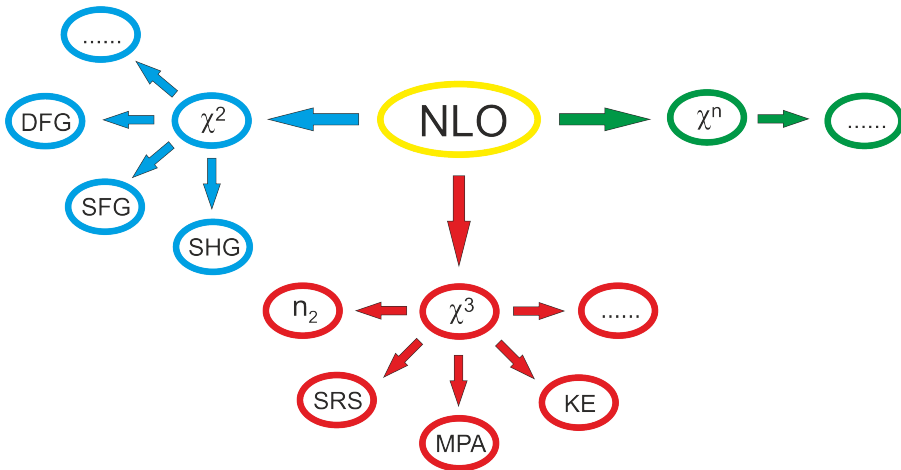 ......
DFG
χ²
NLO
χⁿ
......
SFG
SHG
n₂
χ³
......
SRS
MPA
KE